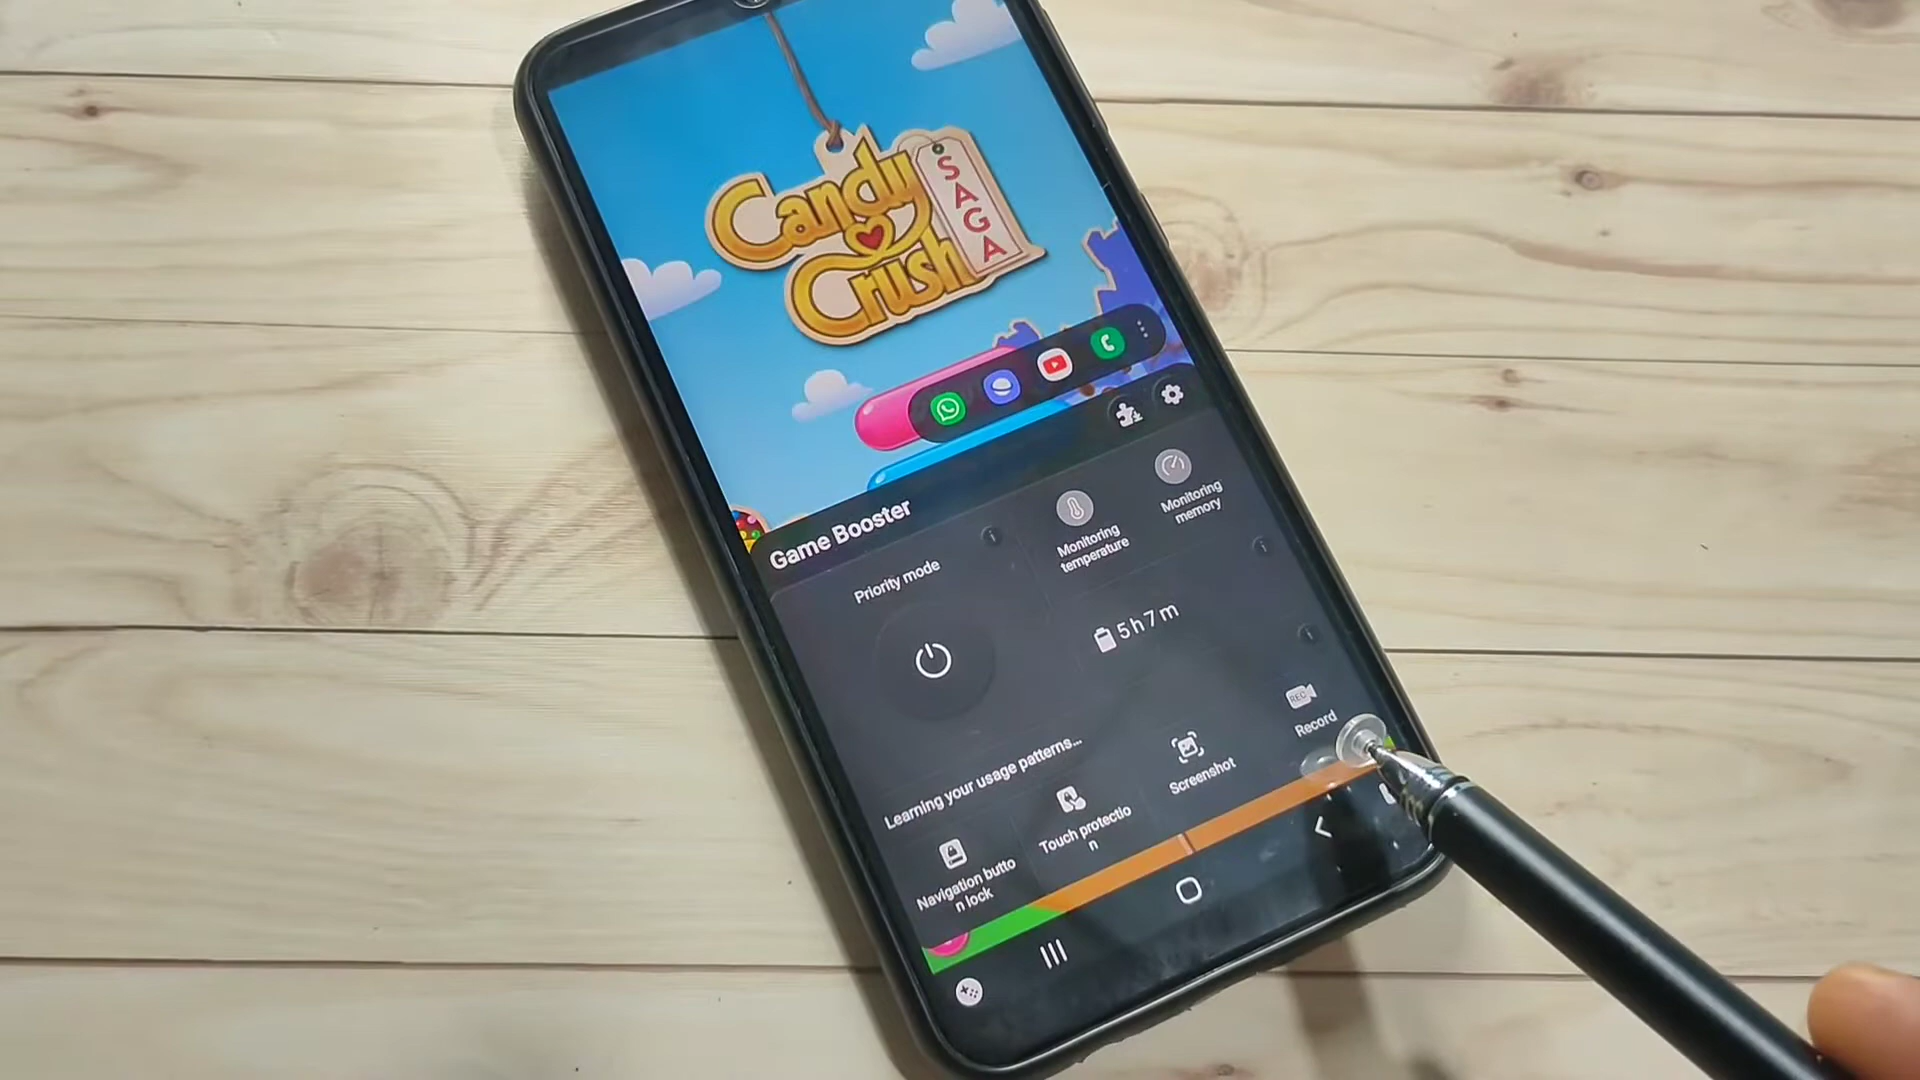 Candy
Crush
SAGA
Game Booster
Priority mode
Monitoring
temperature
Monitoring
memory
5h7m
Learning your usage patterns...
Navigation butto
n lock
Touch protectio
n
Screenshot
REC
Record